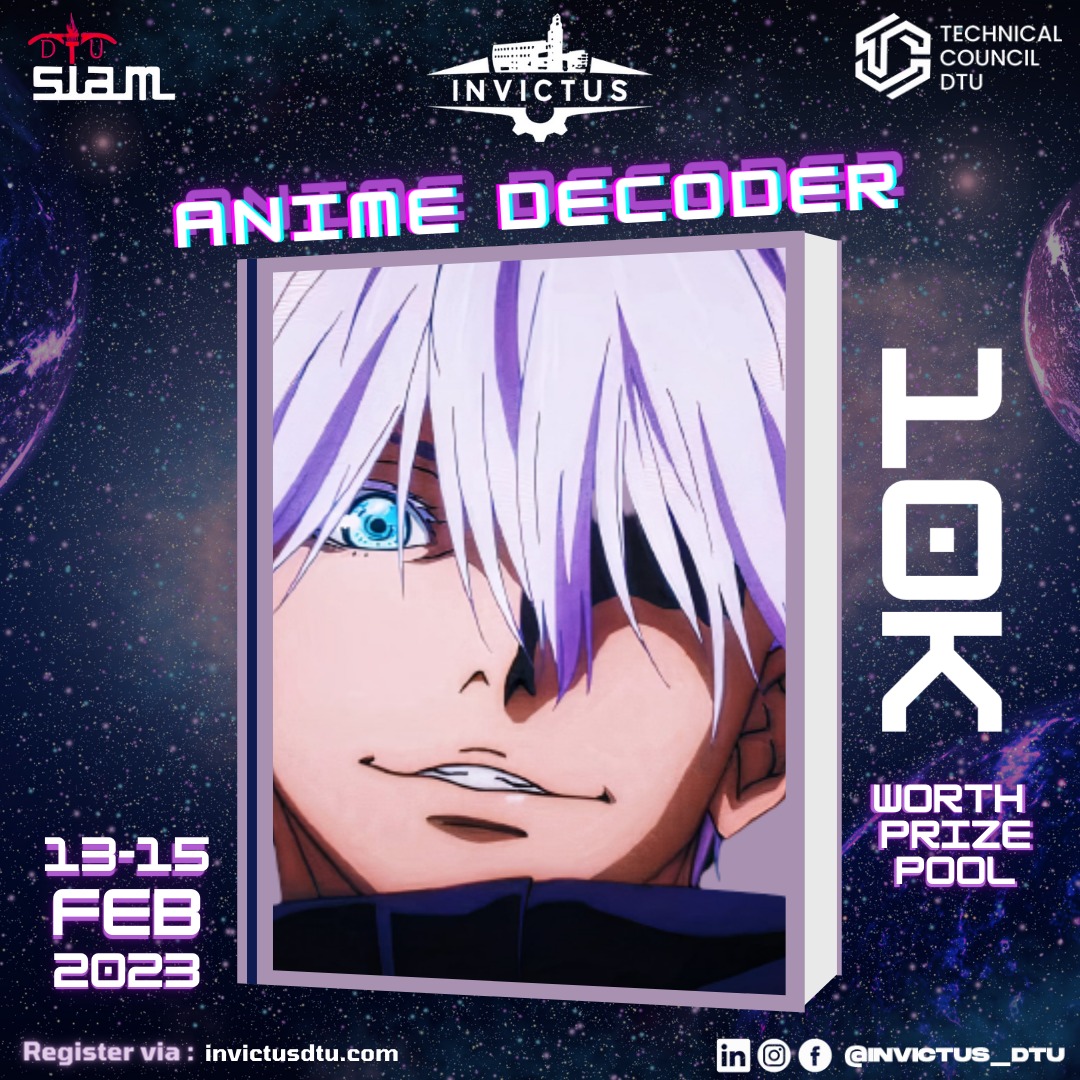 DTU
SIAM
INVICTUS
TECHNICAL
COUNCIL
DTU
ANIME DECODER
10K
WORTH
PRIZE
POOL
13-15
FEB
2023
Register via : invictusdtu.com
in f @INVICTUS_DTU